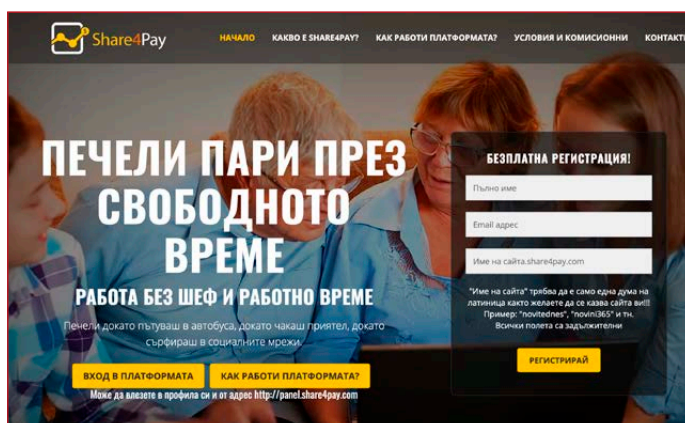 Share4Pay
НАЧАЛО КАКВО Е SHARE4PAY? КАК РАБОТИ ПЛАТФОРМАТА? УСЛОВИЯ И КОМИСИОННИ КОНТАКТИ
ПЕЧЕЛИ ПАРИ ПРЕЗ
СВОБОДНОТО
ВРЕМЕ
РАБОТА БЕЗ ШЕФ И РАБОТНО ВРЕМЕ
Печели докато пътуваш в автобуса, докато чакаш приятел, докато
сърфираш в социалните мрежи.
ВХОД В ПЛАТФОРМАТА КАК РАБОТИ ПЛАТФОРМАТА?
Може да влезете в профила си и от адрес http://panel.share4pay.com
БЕЗПЛАТНА РЕГИСТРАЦИЯ!
Пълно име
Email адрес
Име на сайта.share4pay.com
"Име на сайта" трябва да е само една дума на
латиница както желаете да се казва сайта ви!!!
Пример: "novitednes", "novini365" и тн.
Всички полета са задължителни
РЕГИСТРИРАЙ